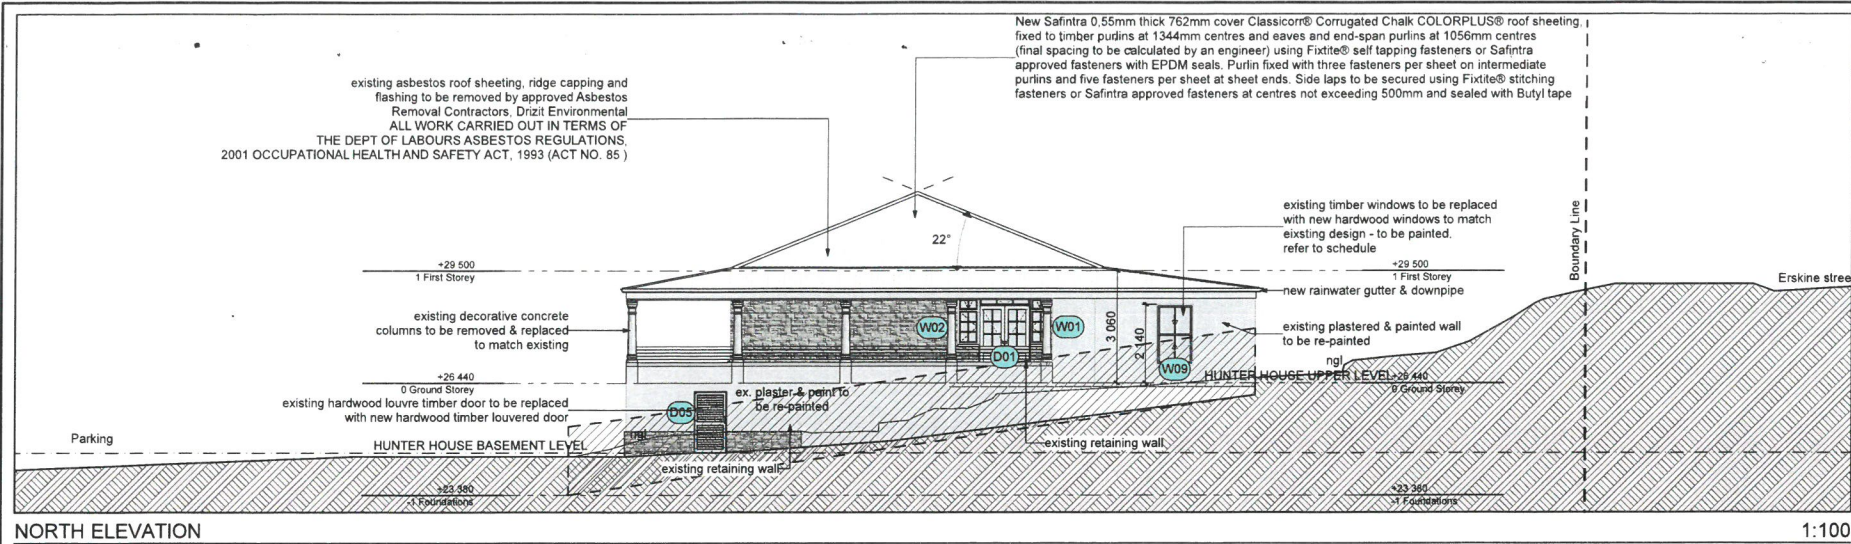 New Safintra 0,55mm thick 762mm cover Classicorr® Corrugated Chalk COLORPLUS® roof sheeting,
fixed to timber purlins at 1344mm centres and eaves and end-span purlins at 1056mm centres
(final spacing to be calculated by an engineer) using Fixtite® self tapping fasteners or Safintra
approved fasteners with EPDM seals. Purlin fixed with three fasteners per sheet on intermediate
purlins and five fasteners per sheet at sheet ends. Side laps to be secured using Fixtite® stitching
fasteners or Safintra approved fasteners at centres not exceeding 500mm and sealed with Butyl tape
existing asbestos roof sheeting, ridge capping and
flashing to be removed by approved Asbestos
Removal Contractors, Drizit Environmental
ALL WORK CARRIED OUT IN TERMS OF
THE DEPT OF LABOURS ASBESTOS REGULATIONS,
2001 OCCUPATIONAL HEALTH AND SAFETY ACT, 1993 (ACT NO. 85 )
existing timber windows to be replaced
with new hardwood windows to match
eixsting design - to be painted.
refer to schedule
Boundary Line
22°
+29 500
1 First Storey
+29 500
1 First Storey
Erskine stree
new rainwater gutter & downpipe
existing decorative concrete
columns to be removed & replaced
to match existing
W02
W01
D01
3 060
2 140
W09
existing plastered & painted wall
to be re-painted
ngl
HUNTER HOUSE UPPER LEVEL
+26 440
0 Ground Storey
+26 440
0 Ground Storey
existing hardwood louvre timber door to be replaced
with new hardwood timber louvered door
D05
ex. plaster & paint to
be re-painted
Parking
HUNTER HOUSE BASEMENT LEVEL
ngl
existing retaining wall
existing retaining wall
+23 380
-1 Foundations
+23 380
-1 Foundations
NORTH ELEVATION
1:100